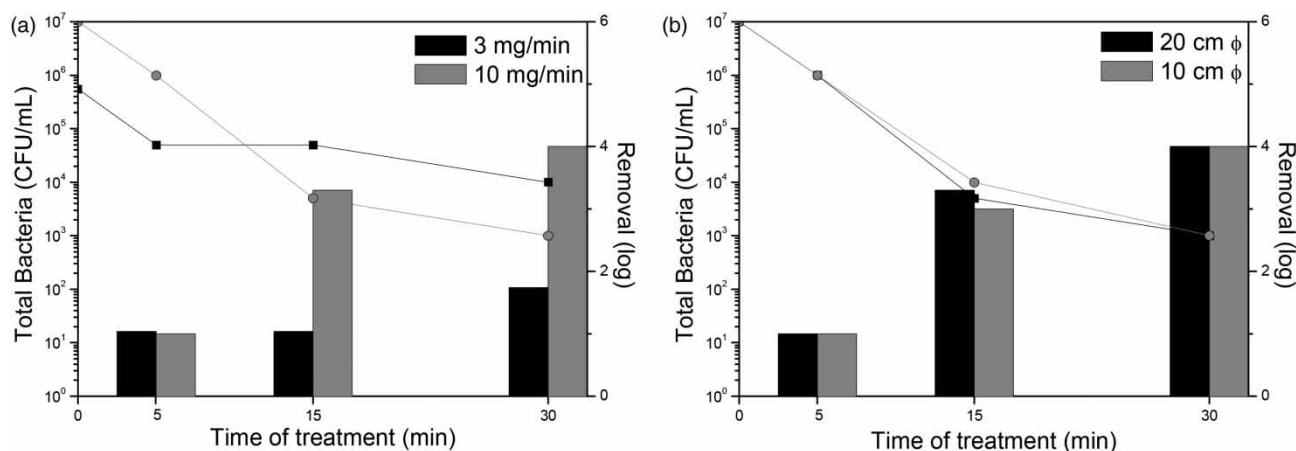 (a)
10⁷
10⁶
10⁵
10⁴
10³
10²
10¹
10⁰
Total Bacteria (CFU/mL)
3 mg/min
10 mg/min
6
4
2
0
Removal (log)
0 5 15 30
Time of treatment (min)
(b)
10⁷
10⁶
10⁵
10⁴
10³
10²
10¹
10⁰
Total Bacteria (CFU/mL)
20 cm ϕ
10 cm ϕ
6
4
2
0
Removal (log)
0 5 15 30
Time of treatment (min)